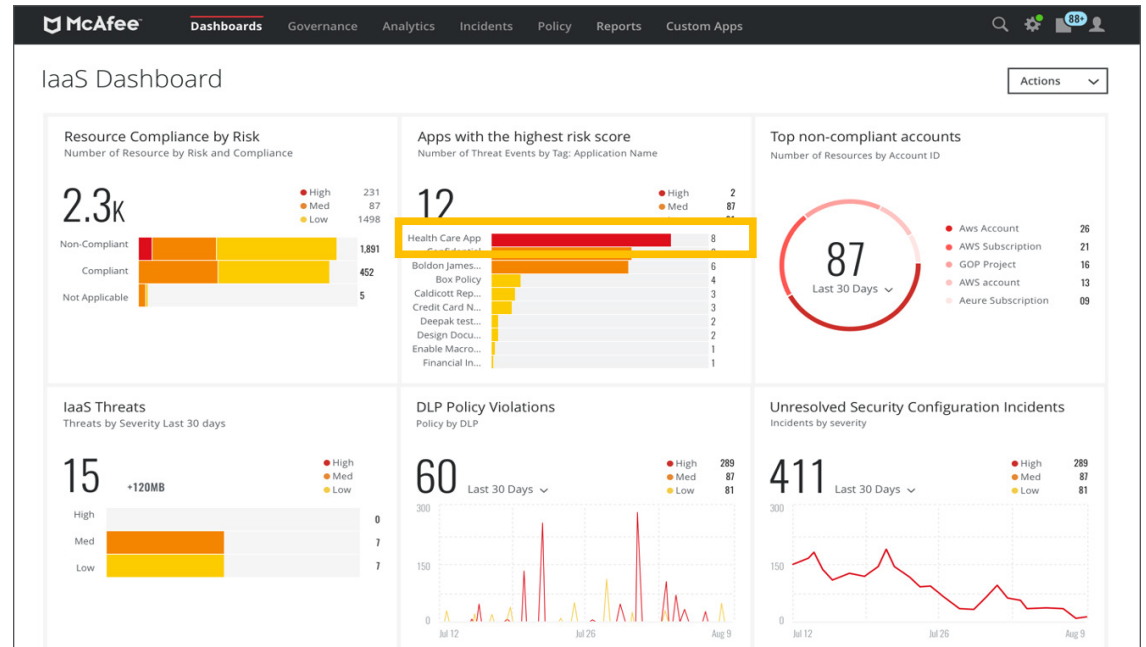 McAfee
Dashboards Governance Analytics Incidents Policy Reports Custom Apps
88+
IaaS Dashboard
Actions
Resource Compliance by Risk
Number of Resource by Risk and Compliance
2.3K
High 231
Med 87
Low 1498
Non-Compliant 1,891
Compliant 452
Not Applicable 5
Apps with the highest risk score
Number of Threat Events by Tag: Application Name
12
High 2
Med 87
Health Care App 8
Confidential
Boldon James... 6
Box Policy 4
Caldicott Rep... 3
Credit Card N... 3
Deepak test... 2
Design Docu... 2
Enable Macro... 1
Financial In... 1
Top non-compliant accounts
Number of Resources by Account ID
87
Last 30 Days
Aws Account 26
AWS Subscription 21
GOP Project 16
AWS account 13
Aeure Subscription 09
IaaS Threats
Threats by Severity Last 30 days
15 +120MB
High
Med
Low
High 0
Med 7
Low 7
DLP Policy Violations
Policy by DLP
60 Last 30 Days
High 289
Med 87
Low 81
300
150
0
Jul 12 Jul 26 Aug 9
Unresolved Security Configuration Incidents
Incidents by severity
411 Last 30 Days
High 289
Med 87
Low 81
300
150
0
Jul 12 Jul 26 Aug 9